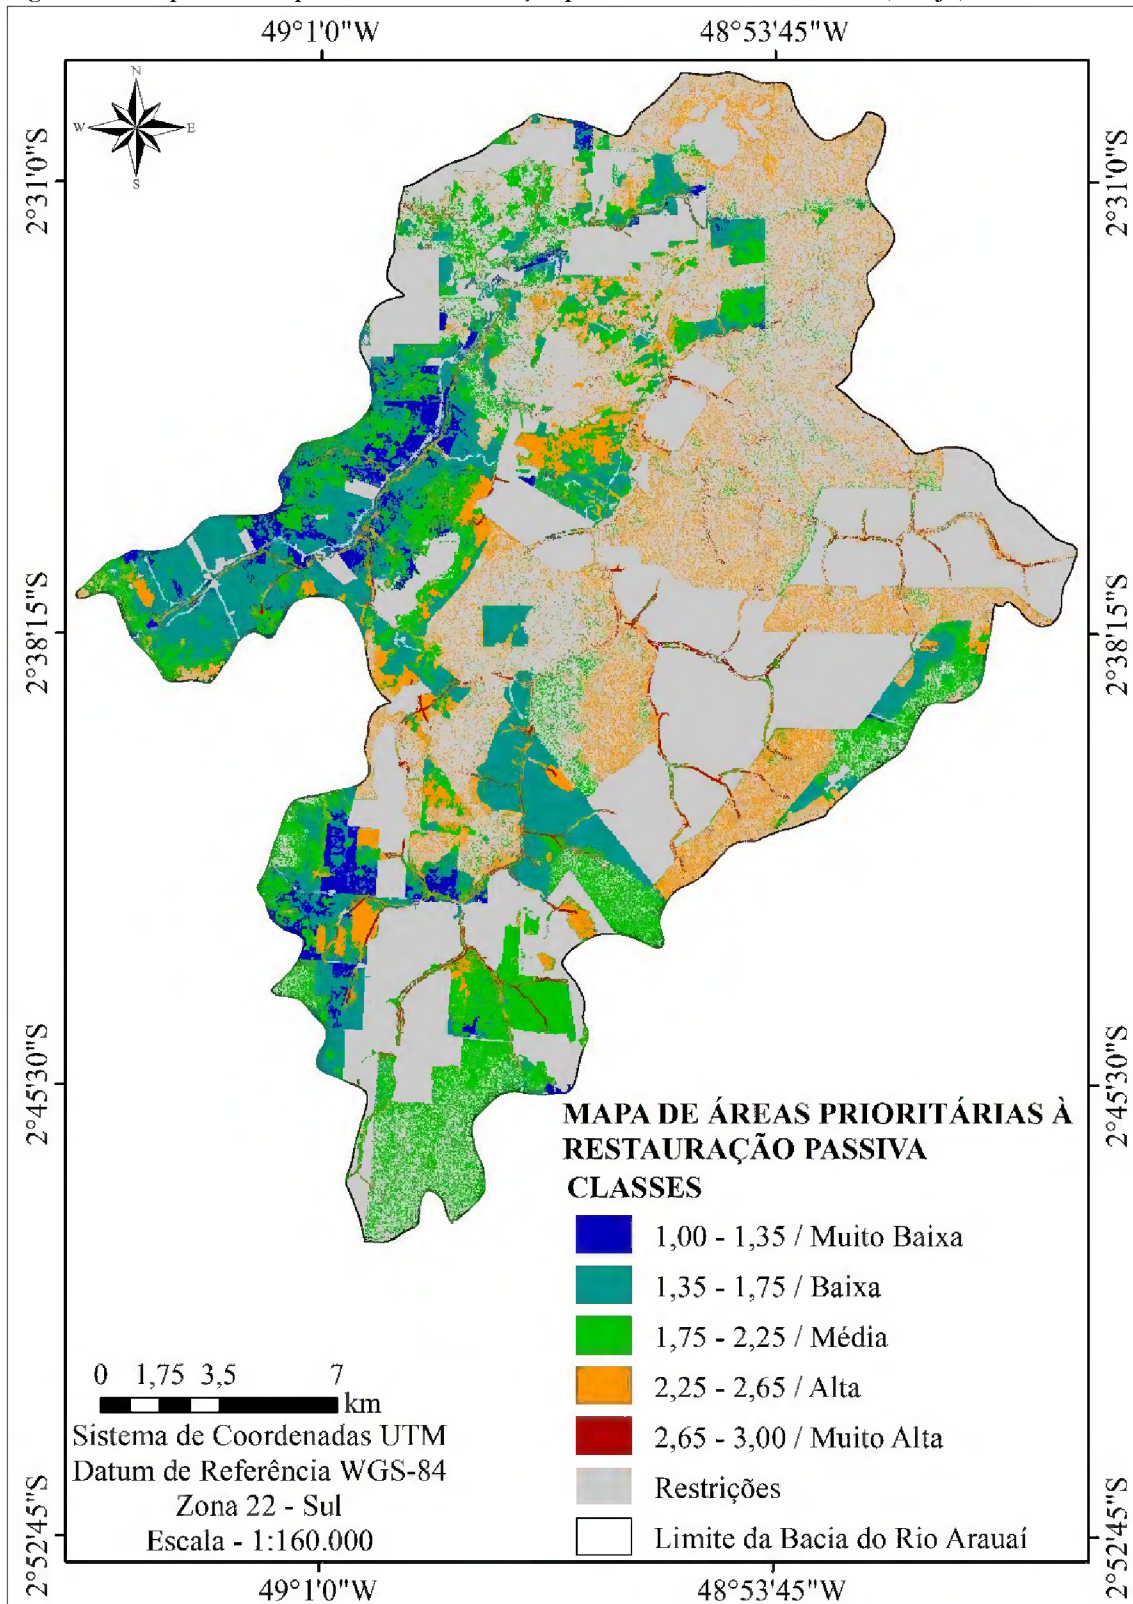 49°1'0"W 48°53'45"W
N
W E
S
2°31'0"S 2°31'0"S
2°38'15"S 2°38'15"S
2°45'30"S 2°45'30"S
MAPA DE ÁREAS PRIORITÁRIAS À
RESTAURAÇÃO PASSIVA
CLASSES
1,00 - 1,35 / Muito Baixa
1,35 - 1,75 / Baixa
1,75 - 2,25 / Média
2,25 - 2,65 / Alta
2,65 - 3,00 / Muito Alta
Restrições
Limite da Bacia do Rio Arauaí
0 1,75 3,5 7
km
Sistema de Coordenadas UTM
Datum de Referência WGS-84
Zona 22 - Sul
Escala - 1:160.000
2°52'45"S 2°52'45"S
49°1'0"W 48°53'45"W